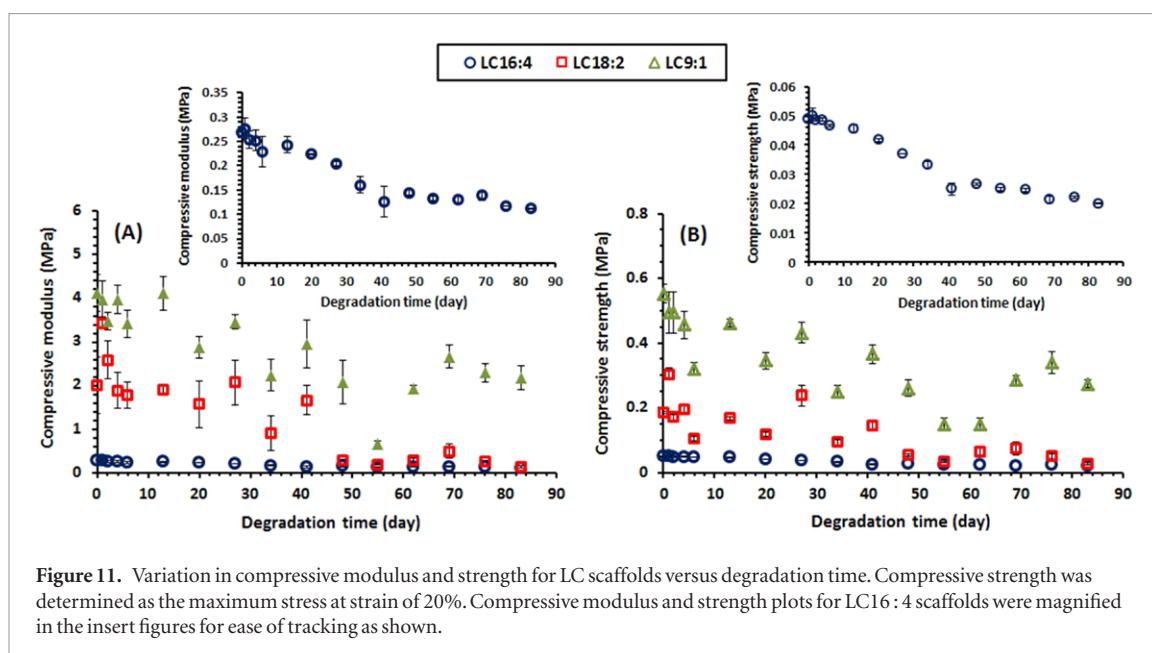 LC16:4 LC18:2 LC9:1
Compressive modulus (MPa)
0.35
0.3
0.25
0.2
0.15
0.1
0.05
0
0 10 20 30 40 50 60 70 80 90
Degradation time (day)
Compressive stremgth (MPa)
0.06
0.05
0.04
0.03
0.02
0.01
0
0 10 20 30 40 50 60 70 80 90
Degradation time (day)
(A)
Compressive modulus (MPa)
6
5
4
3
2
1
0
0 10 20 30 40 50 60 70 80 90
Degradation time (day)
(B)
Compressive stremgth (MPa)
0.8
0.6
0.4
0.2
0
0 10 20 30 40 50 60 70 80 90
Degradation time (day)
Figure 11. Variation in compressive modulus and strength for LC scaffolds versus degradation time. Compressive strength was
determined as the maximum stress at strain of 20%. Compressive modulus and strength plots for LC16 : 4 scaffolds were magnified
in the insert figures for ease of tracking as shown.